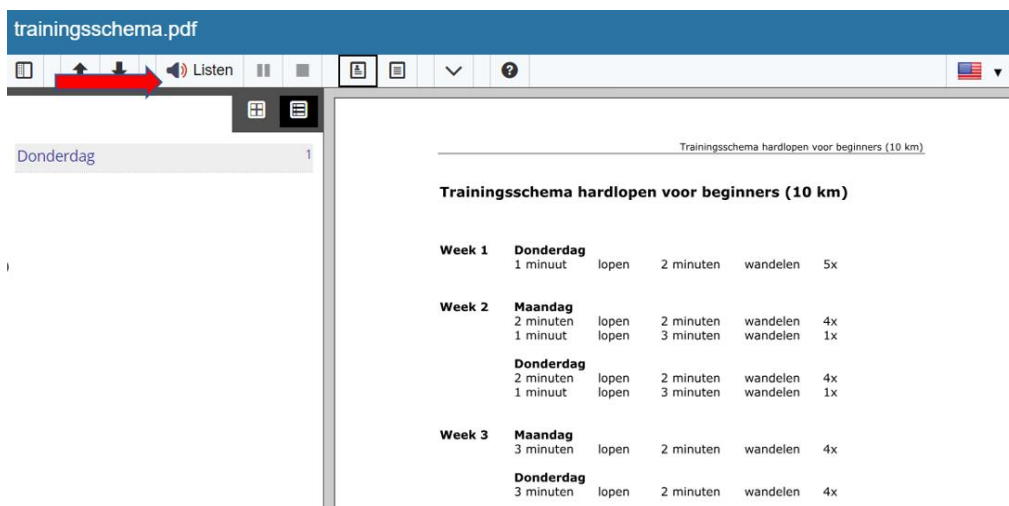 trainingsschema.pdf
Listen
Donderdag 1
Trainingsschema hardlopen voor beginners (10 km)
Trainingsschema hardlopen voor beginners (10 km)
Week 1 Donderdag
1 minuut lopen 2 minuten wandelen 5x
Week 2 Maandag
2 minuten lopen 2 minuten wandelen 4x
1 minuut lopen 3 minuten wandelen 1x
Donderdag
2 minuten lopen 2 minuten wandelen 4x
1 minuut lopen 3 minuten wandelen 1x
Week 3 Maandag
3 minuten lopen 2 minuten wandelen 4x
Donderdag
3 minuten lopen 2 minuten wandelen 4x